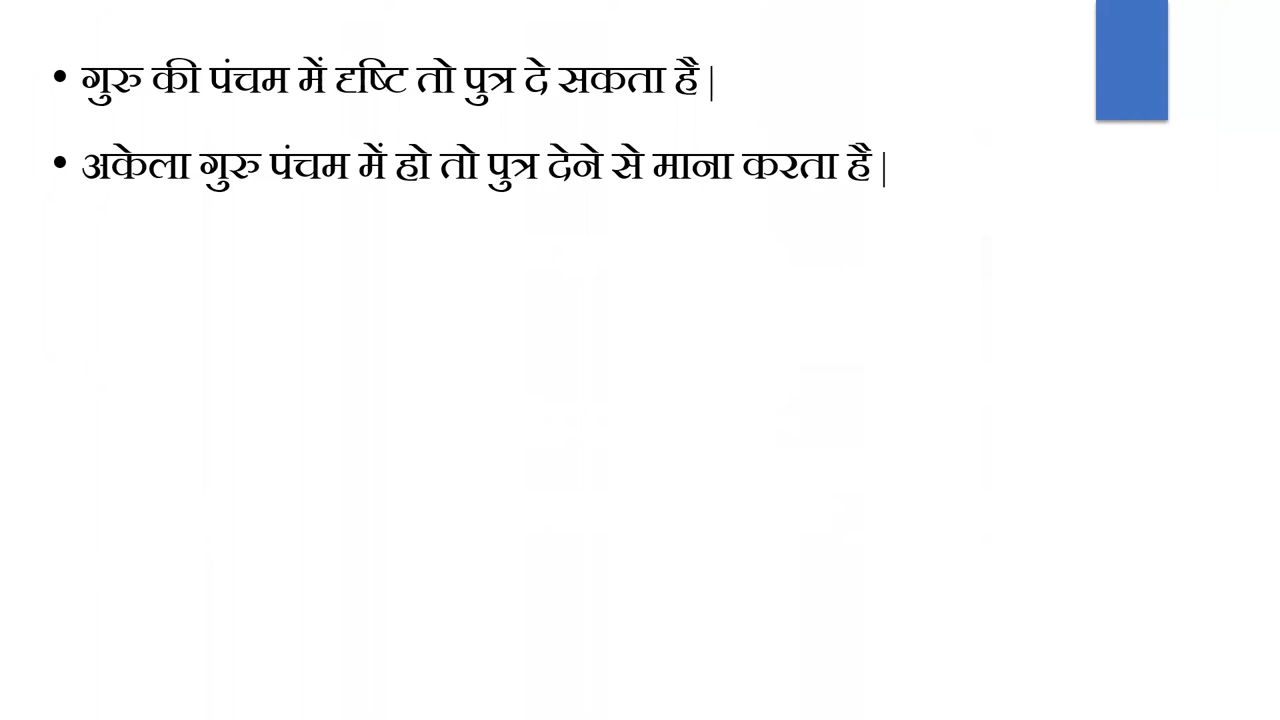 • गुरु की पंचम में दृष्टि तो पुत्र दे सकता है |
• अकेला गुरु पंचम में हो तो पुत्र देने से माना करता है |